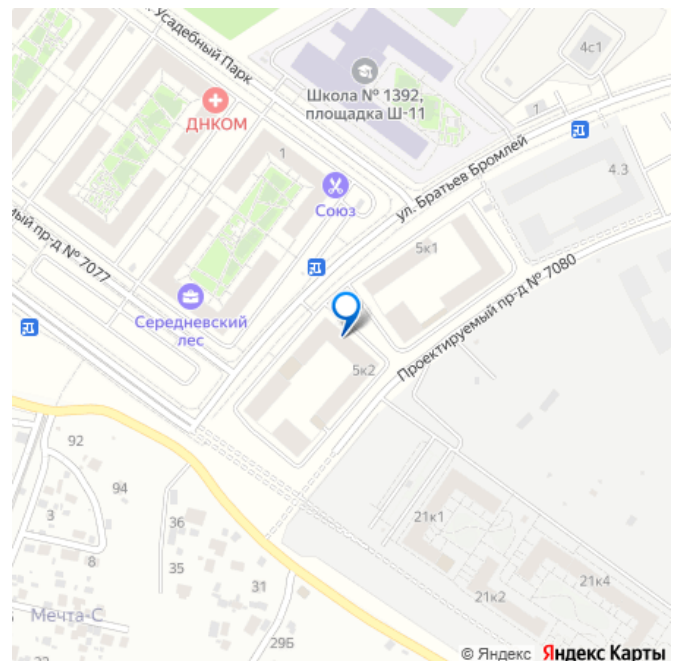 Усадебный Парк
4с1
Школа № 1392,
площадка Ш-11
ДНКОМ
1
1
ул. Братьев Бромлей
4.3
Союз
пр-д № 7077
5к1
Проектируемый пр-д № 7080
Середневский
лес
5к2
92
94
3
36
21к1
8
35
31
21к4
21к2
Мечта-С
29Б
© Яндекс Яндекс Карты